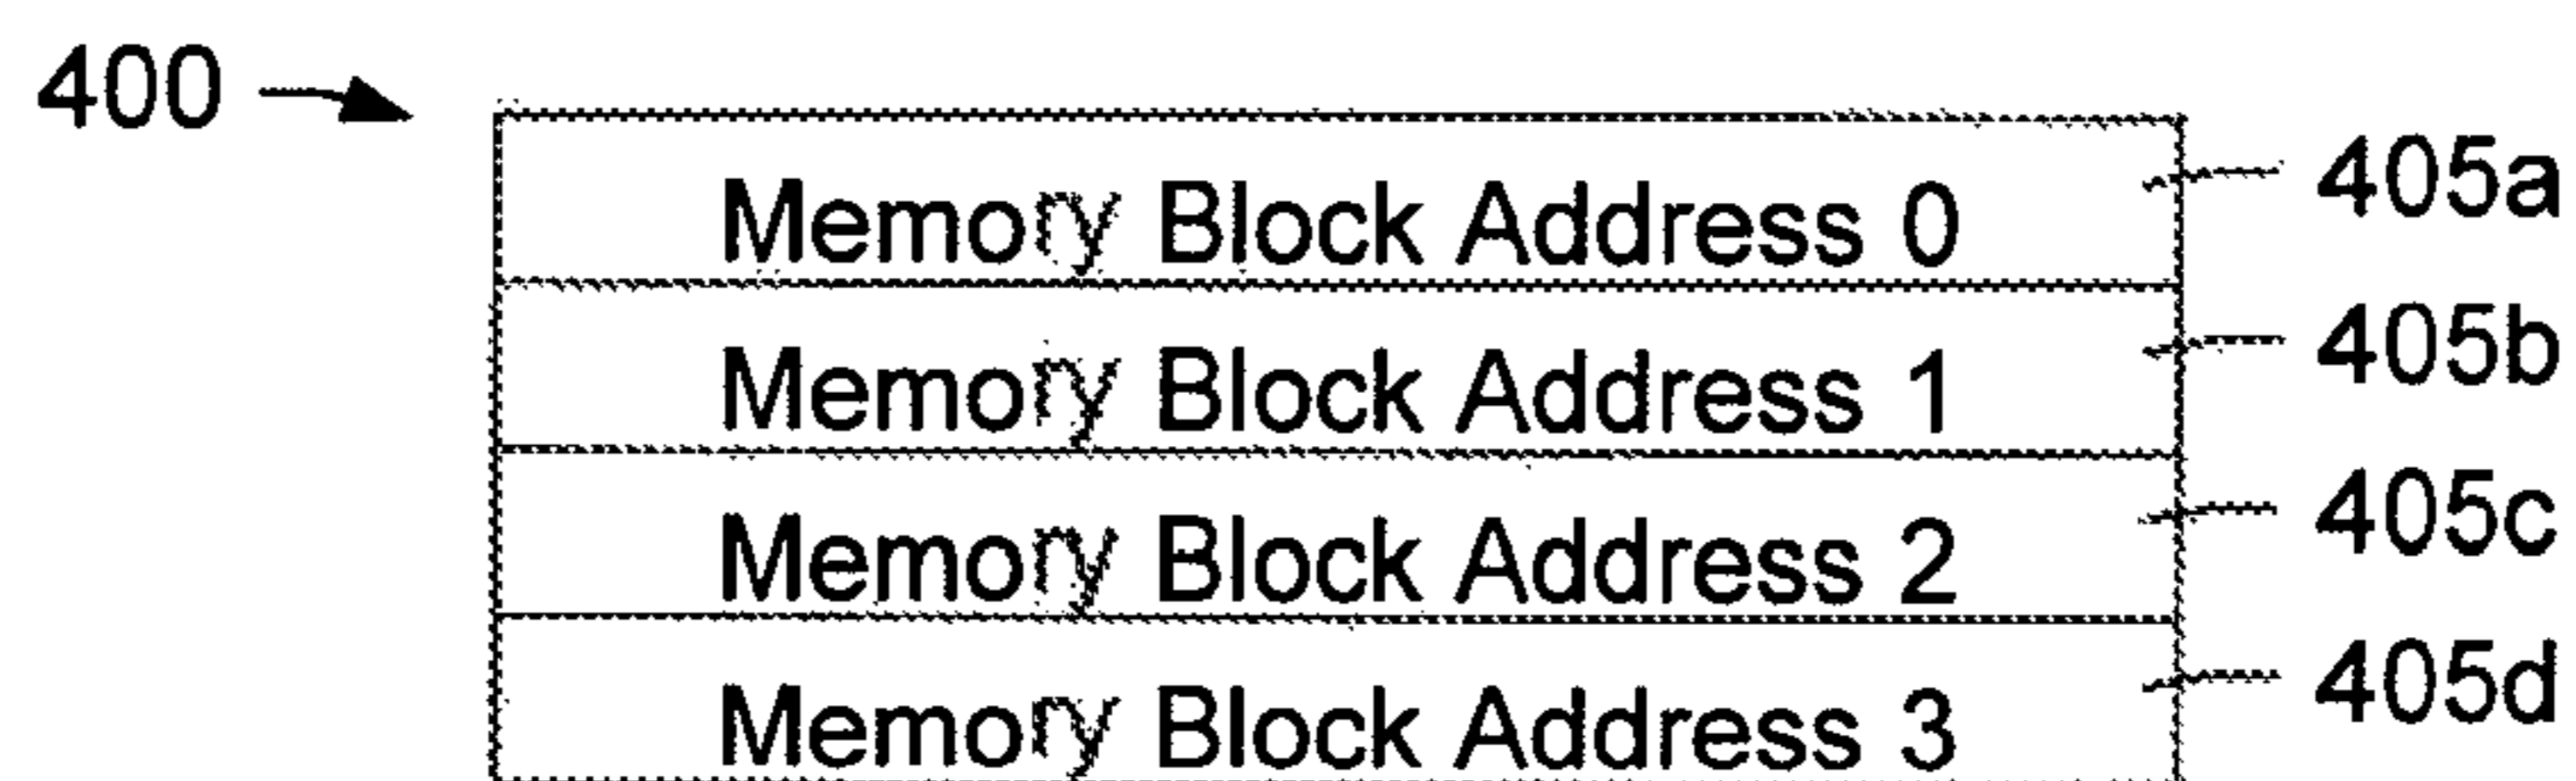 400
Memory Block Address 0 405a
Memory Block Address 1 405b
Memory Block Address 2 405c
Memory Block Address 3 405d